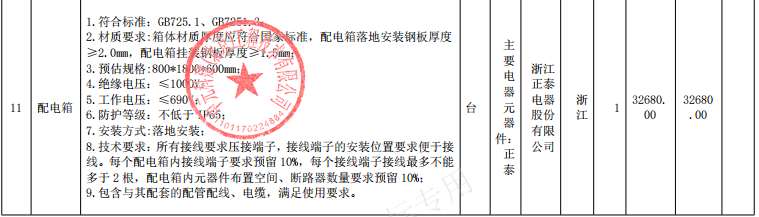 11
配电箱
1.符合标准：GB725.1、GB7251.3；
2.材质要求：箱体材质厚度应符合国家标准，配电箱落地安装钢板厚度
≥2.0mm，配电箱挂装钢板厚度≥1.5mm；
3.预估规格：800*1800*600mm；
4.绝缘电压：≤1000V
5.工作电压：≤690V
6.防护等级：不低于IP65；
7.安装方式：落地安装；
8.技术要求：所有接线要求压接端子，接线端子的安装位置要求便于接
线。每个配电箱内接线端子要求预留10%，每个接线端子接线最多不能
多于2根，配电箱内元器件布置空间、断路器数量要求预留10%；
9.包含与其配套的配管配线、电缆，满足使用要求。
台
主要电器元器件：正泰
浙江
正泰
电器
股份
有限
公司
浙江
1
32680
.00
32680
.00
1101170224884
专用